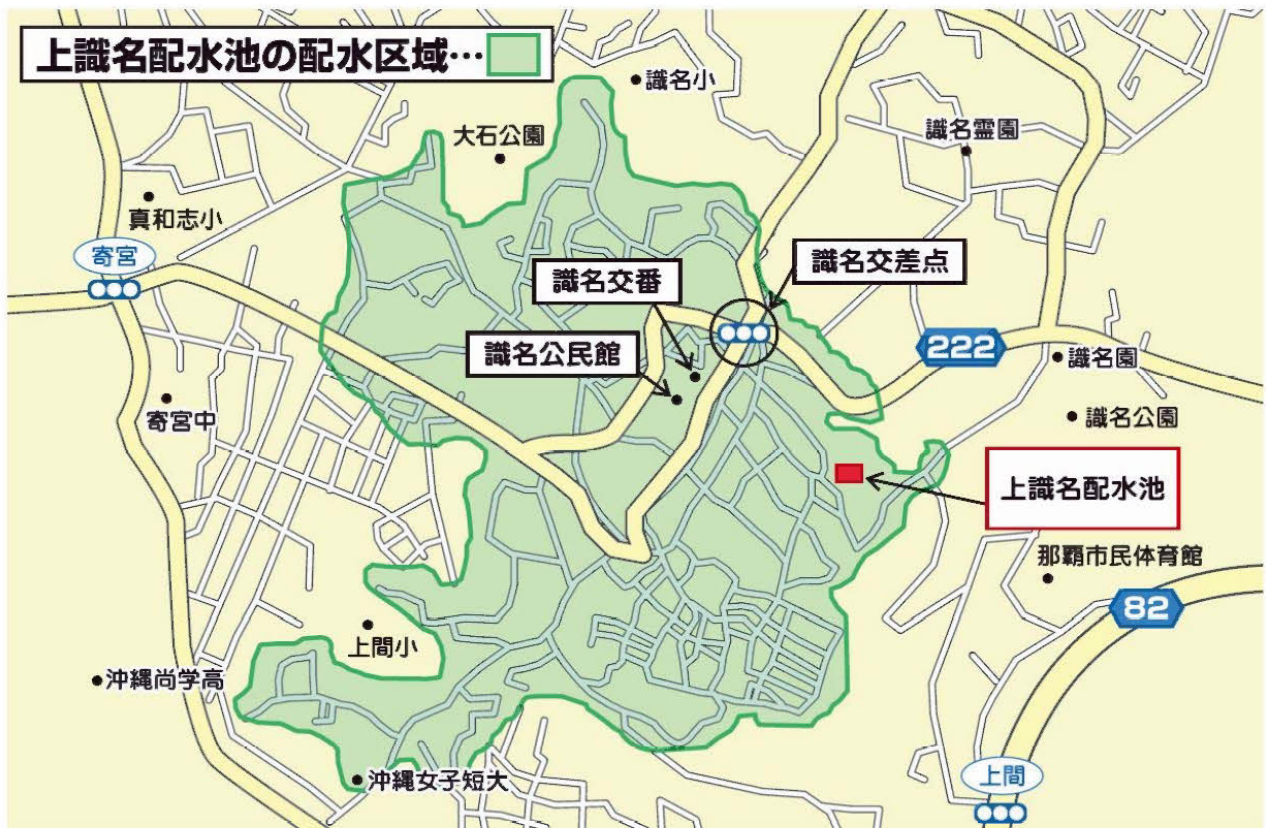 上識名配水池の配水区域…
識名小
大石公園
識名霊園
真和志小
寄宮
識名交差点
識名交番
222
識名公民館
識名園
寄宮中
識名公園
上識名配水池
那覇市民体育館
82
上間小
沖縄尚学高
沖縄女子短大
上間